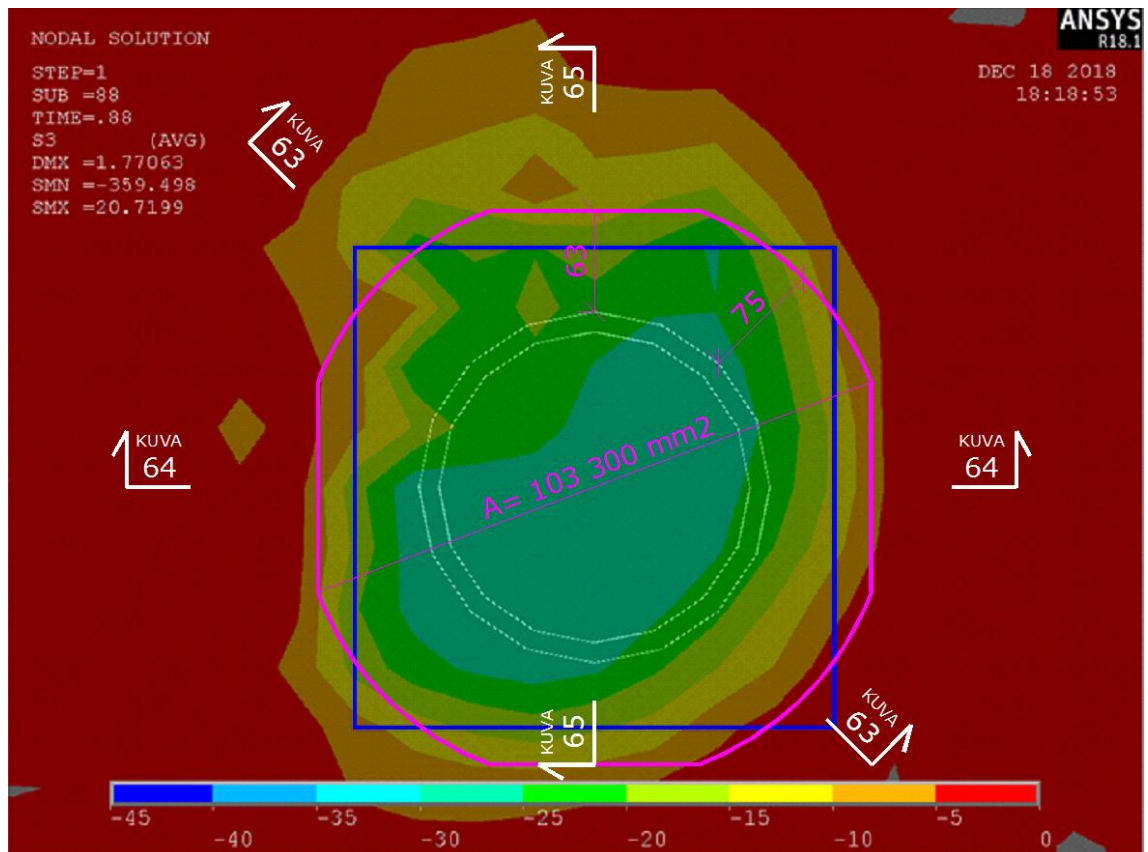 NODAL SOLUTION
STEP=1
SUB =88
TIME=.88
S3 (AVG)
DMX =1.77063
SMN =-359.498
SMX =20.7199
ANSYS
R18.1
DEC 18 2018
18:18:53
KUVA
65
KUVA
63
63
75
KUVA
64
KUVA
64
A= 103 300 mm2
KUVA
65
KUVA
63
-45 -35 -25 -15 -5
-40 -30 -20 -10 0